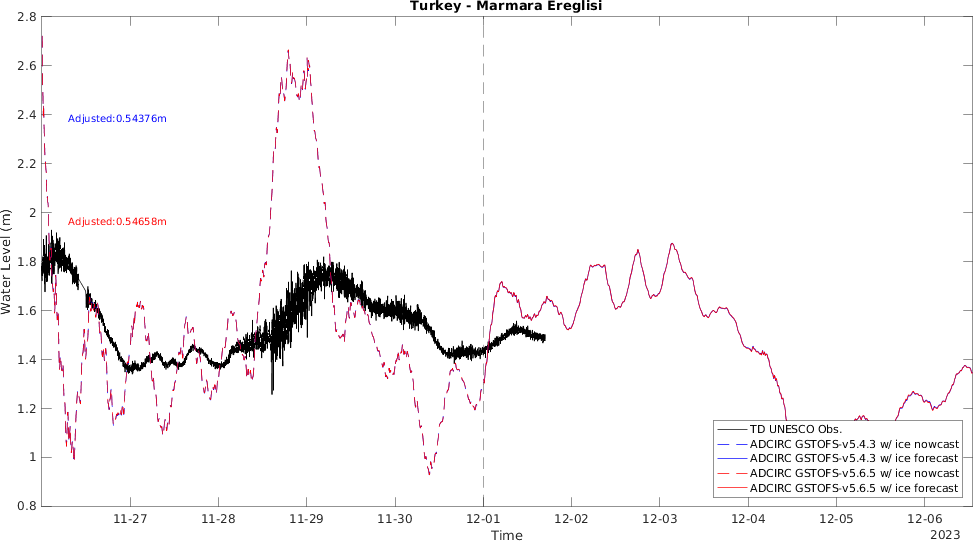 Turkey - Marmara Ereglisi
2.8
2.6
2.4
2.2
2
1.8
1.6
1.4
1.2
1
0.8
Water Level (m)
Adjusted:0.54376m
Adjusted:0.54658m
TD UNESCO Obs.
ADCIRC GSTOFS-v5.4.3 w/ ice nowcast
ADCIRC GSTOFS-v5.4.3 w/ ice forecast
ADCIRC GSTOFS-v5.6.5 w/ ice nowcast
ADCIRC GSTOFS-v5.6.5 w/ ice forecast
11-27 11-28 11-29 11-30 12-01 12-02 12-03 12-04 12-05 12-06
Time
2023